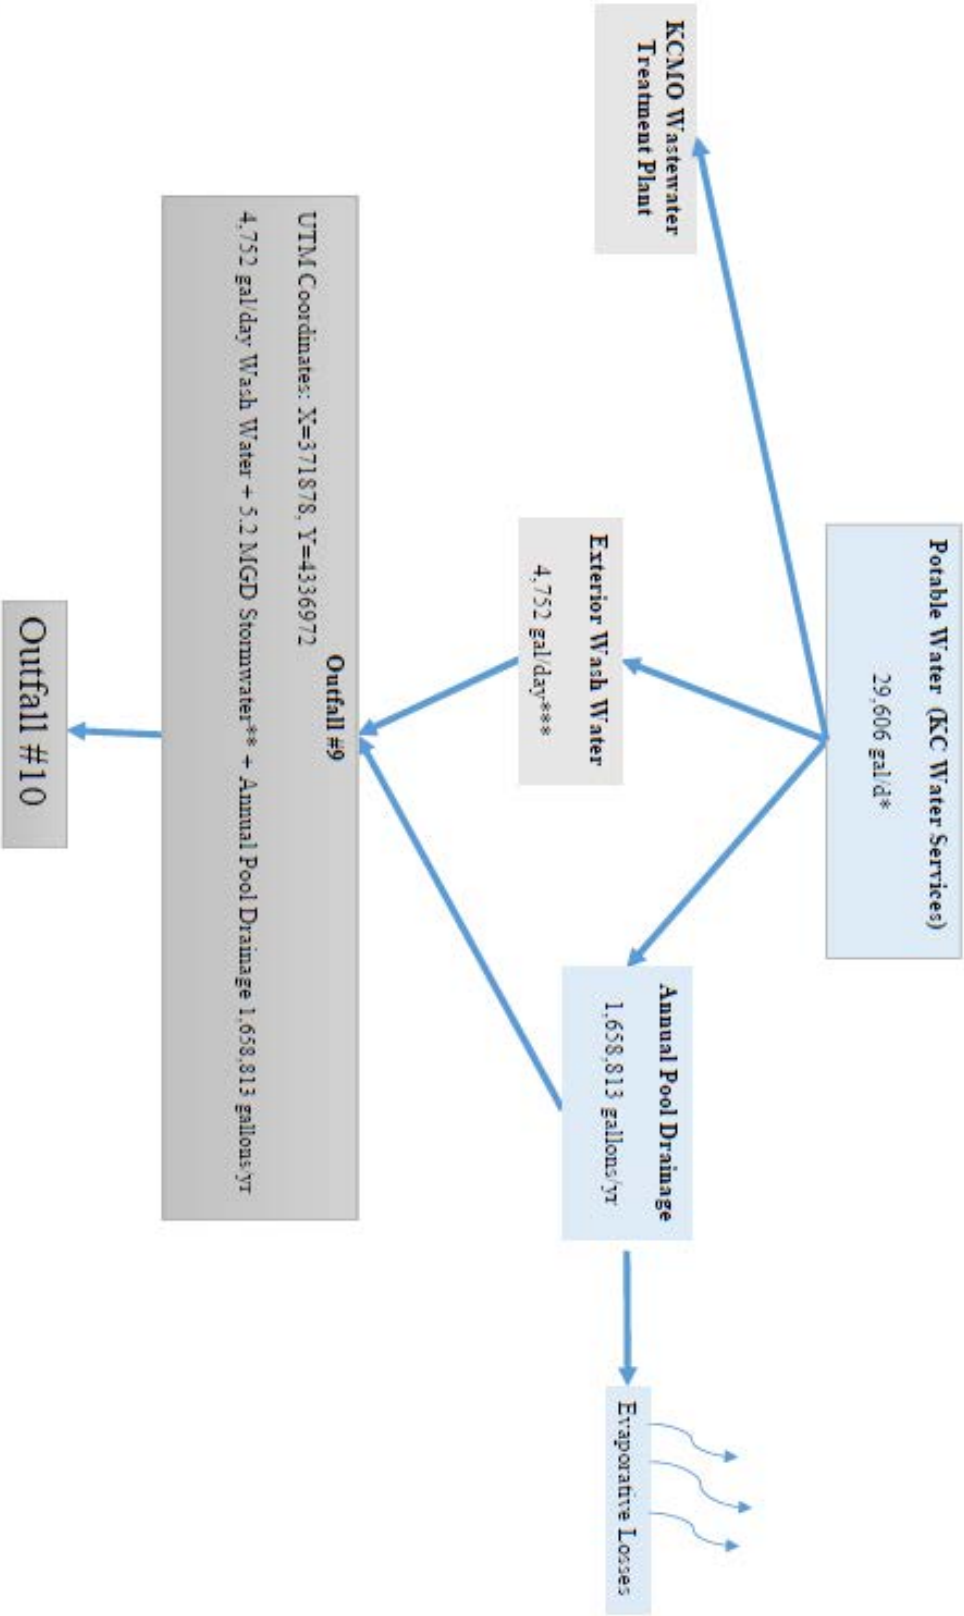 Potable Water (KC Water Services)
29,606 gal/d*
KCMO Wastewater
Treatment Plant
Exterior Wash Water
4,752 gal/day***
Annual Pool Drainage
1,658,813 gallons/yr
Evaporative Losses
Outfall #9
UTM Coordinates: X=371878, Y=4336972
4,752 gal/day Wash Water + 5.2 MGD Stormwater** + Annual Pool Drainage 1,658,813 gallons/yr
Outfall #10